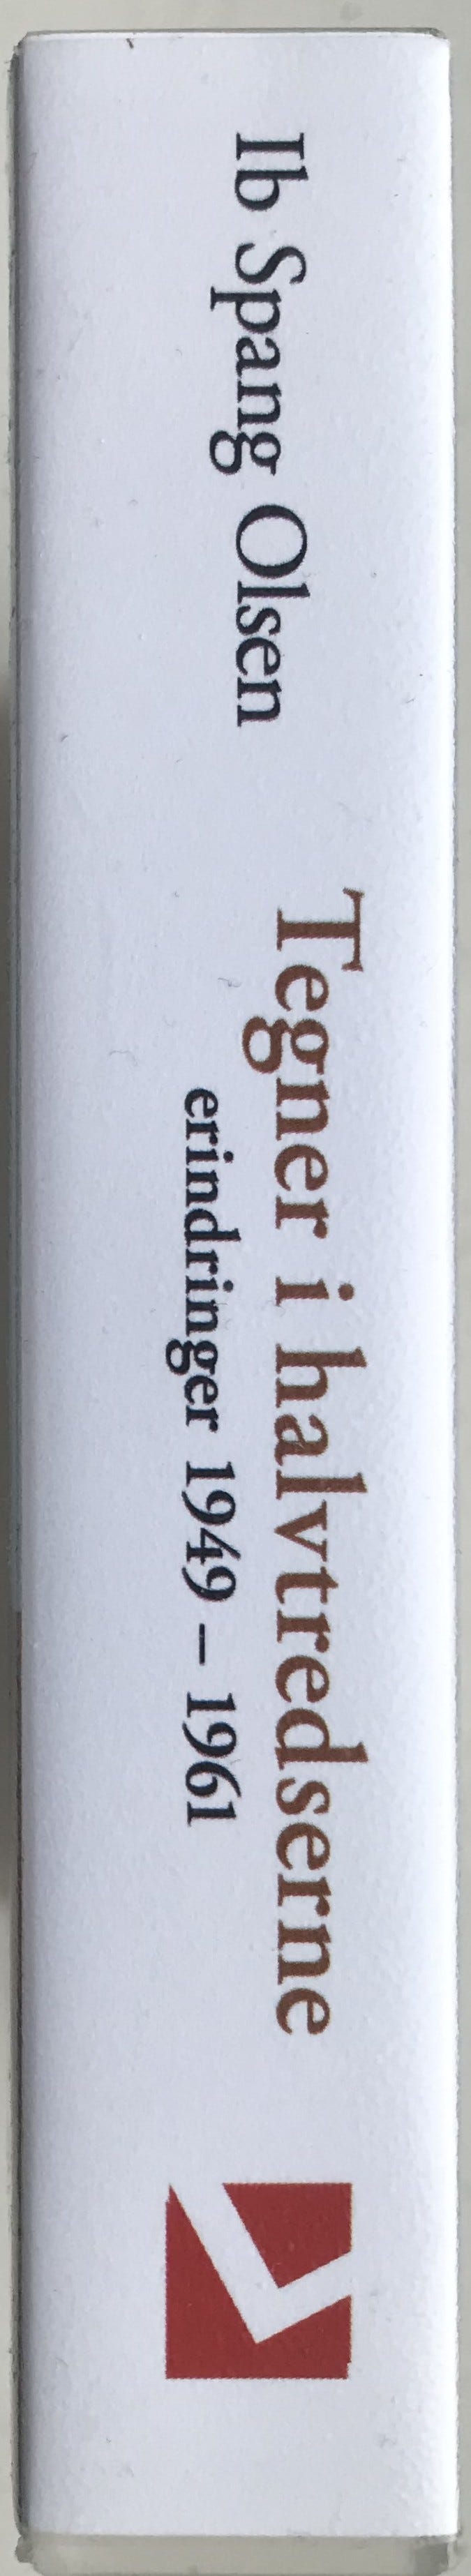 Ib Spang Olsen
Tegner i halvtredserne
erindringer 1949 – 1961